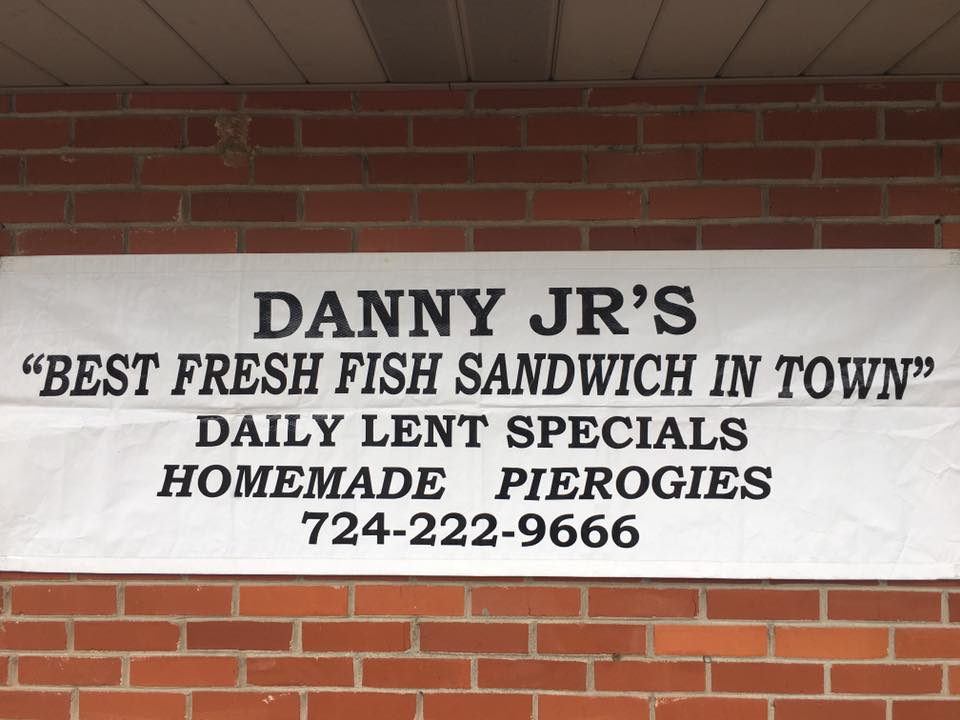 DANNY JR'S
“BEST FRESH FISH SANDWICH IN TOWN”
DAILY LENT SPECIALS
HOMEMADE PIEROGIES
724-222-9666